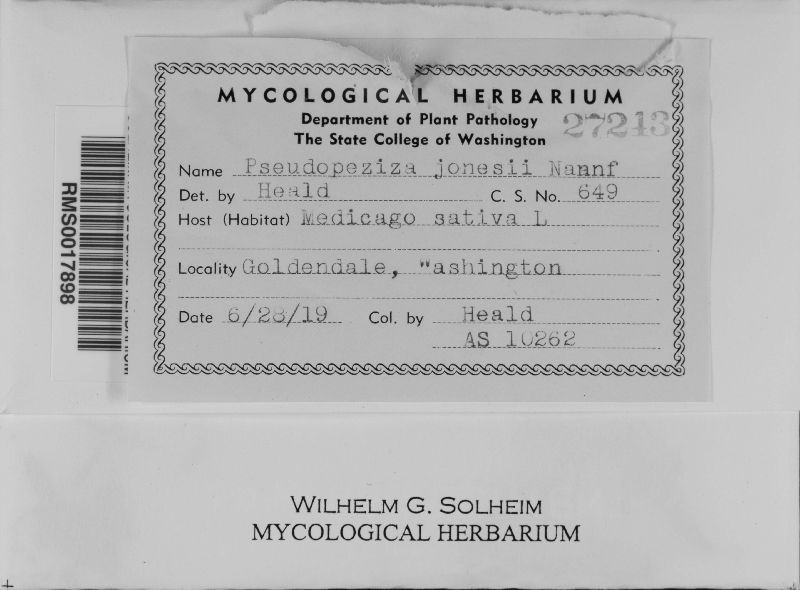 MYCOLOGICAL HERBARIUM
Department of Plant Pathology
The State College of Washington
27213
Name Pseudopeziza jonesii Nannf
Det. by Heald C. S. No. 649
Host (Habitat) Medicago sativa L
Locality Goldendale, Washington
Date 6/28/19 Col. by Heald
AS 10262
RMS0017898
WILHELM G. SOLHEIM
MYCOLOGICAL HERBARIUM